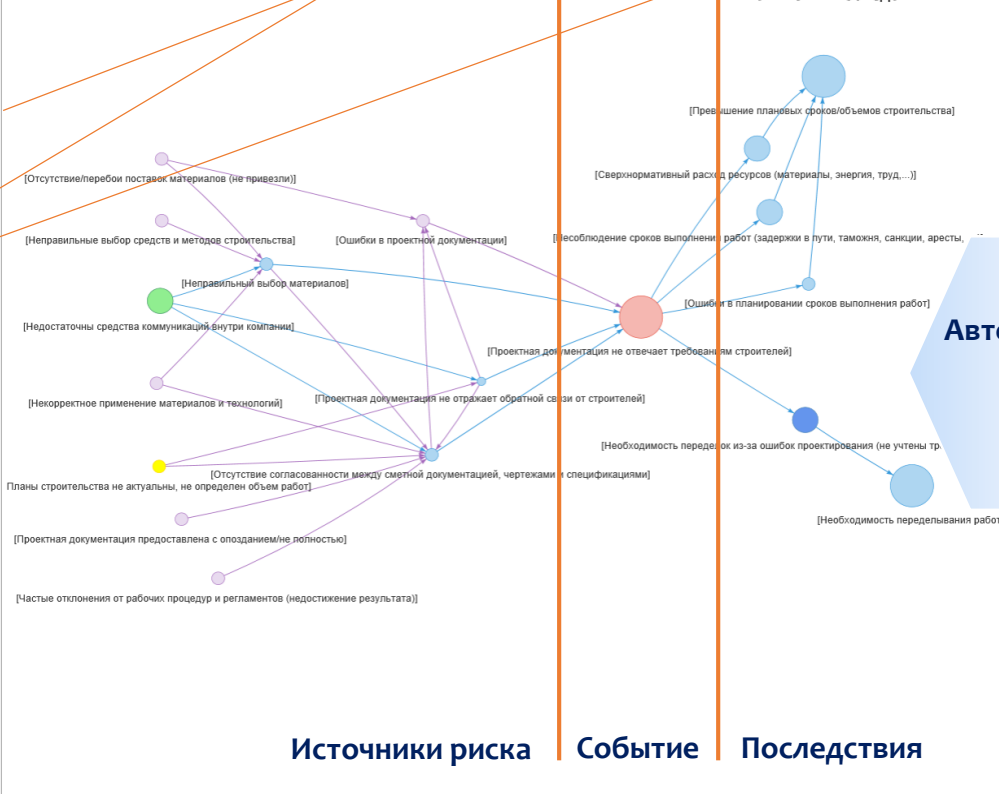 [Превышение плановых сроков/объемов строительства]
[Сверхнормативный расход ресурсов (материалы, энергия, труд,...)]
[Отсутствие/перебои поставок материалов (не привезли)]
[Неправильные выбор средств и методов строительства]
[Ошибки в проектной документации]
[Несоблюдение сроков выполнения работ (задержки в пути, таможня, санкции, аресты,
[Неправильный выбор материалов]
[Ошибки в планировании сроков выполнения работ]
[Недостаточны средства коммуникаций внутри компании]
Авто
[Проектная документация не отвечает требованиям строителей]
[Некорректное применение материалов и технологий]
[Проектная документация не отражает обратной связи от строителей]
[Необходимость переделок из-за ошибок проектирования (не учтены
[Отсутствие согласованности между сметной документацией, чертежами и спецификациями]
Планы строительства не актуальны, не определен объем работ]
[Необходимость переделывания работ
[Проектная документация предоставлена с опозданием/не полностью]
[Частые отклонения от рабочих процедур и регламентов (недостижение результата)]
Источники риска
Событие
Последствия